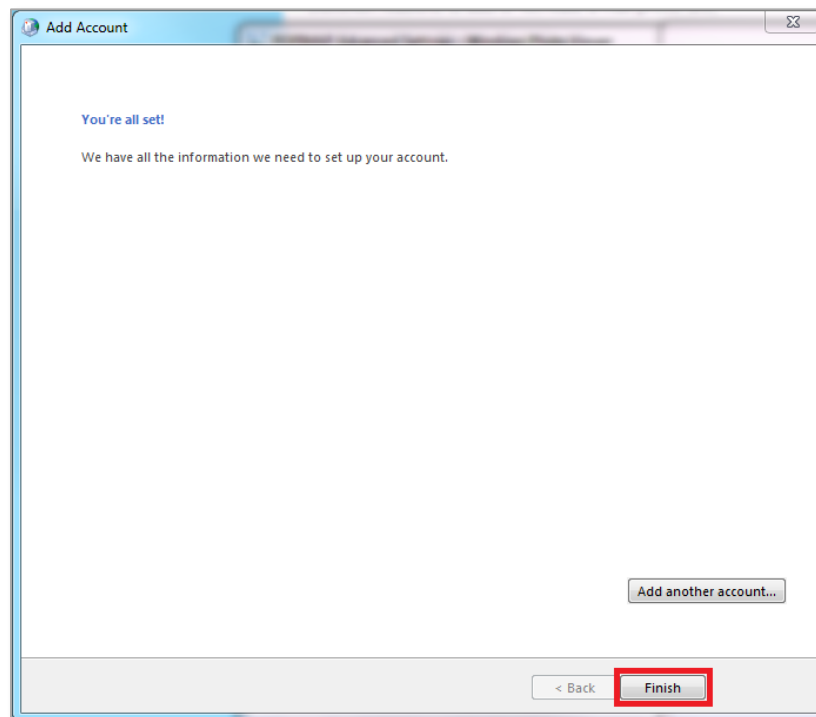 Add Account
You're all set!
We have all the information we need to set up your account.
Add another account...
< Back
Finish